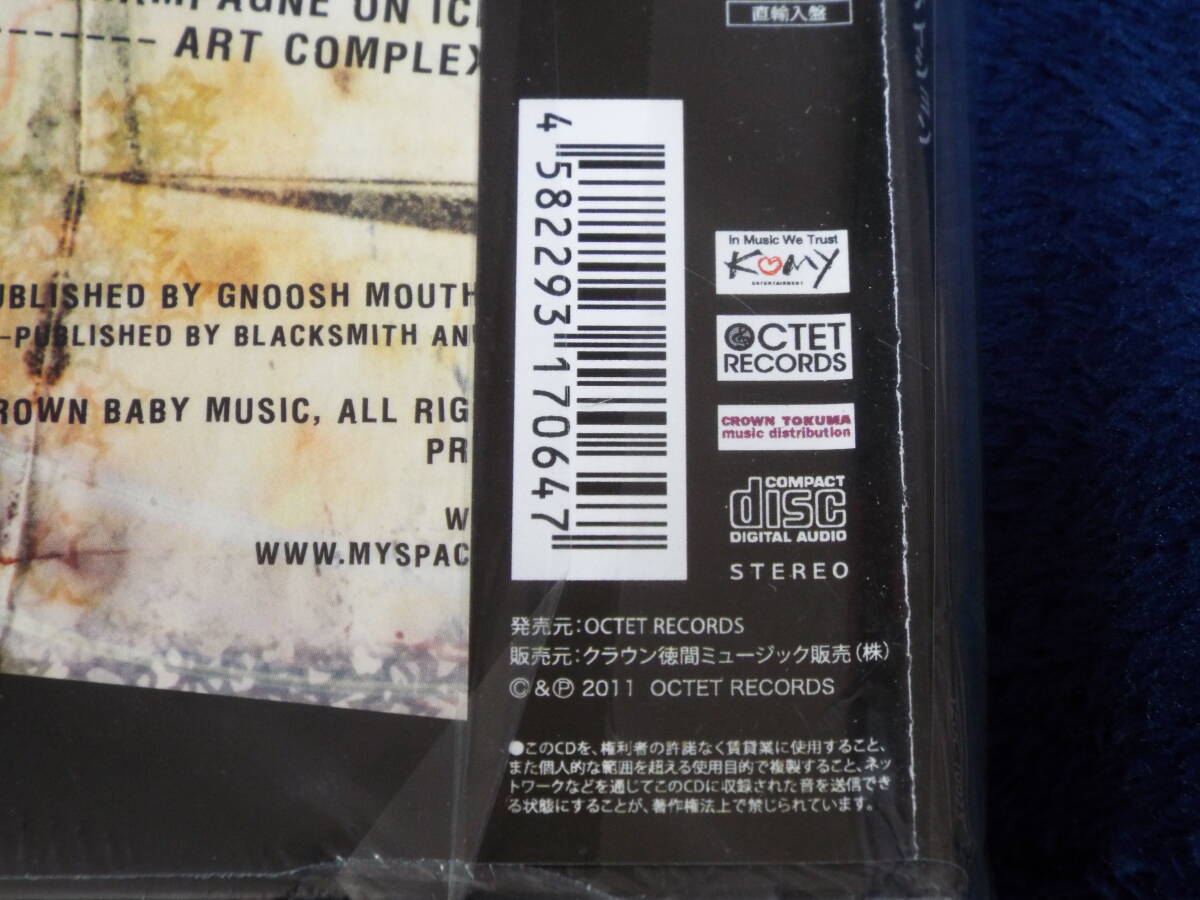 CHAMPAGNE ON IC
ART COMPLEX
UBLISHED BY GNOOSH MOUTH
-PUBLISHED BY BLACKSMITH AN
ROWN BABY MUSIC, ALL RIG
PR
W
WWW.MYSPAC
直輸入盤
4 582293 170647
In Music We Trust
KOMY
ENTERTAINMENT
OCTET
RECORDS
CROWN TOKUMA
music distribution
COMPACT
disc
DIGITAL AUDIO
STEREO
発売元：OCTET RECORDS
販売元：クラウン徳間ミュージック販売（株）
©&℗ 2011 OCTET RECORDS
●このCDを、権利者の許諾なく賃貸業に使用すること、
また個人的な範囲を超える使用目的で複製すること、ネッ
トワークなどを通じてこのCDに収録された音を送信でき
る状態にすることが、著作権法上で禁じられています。